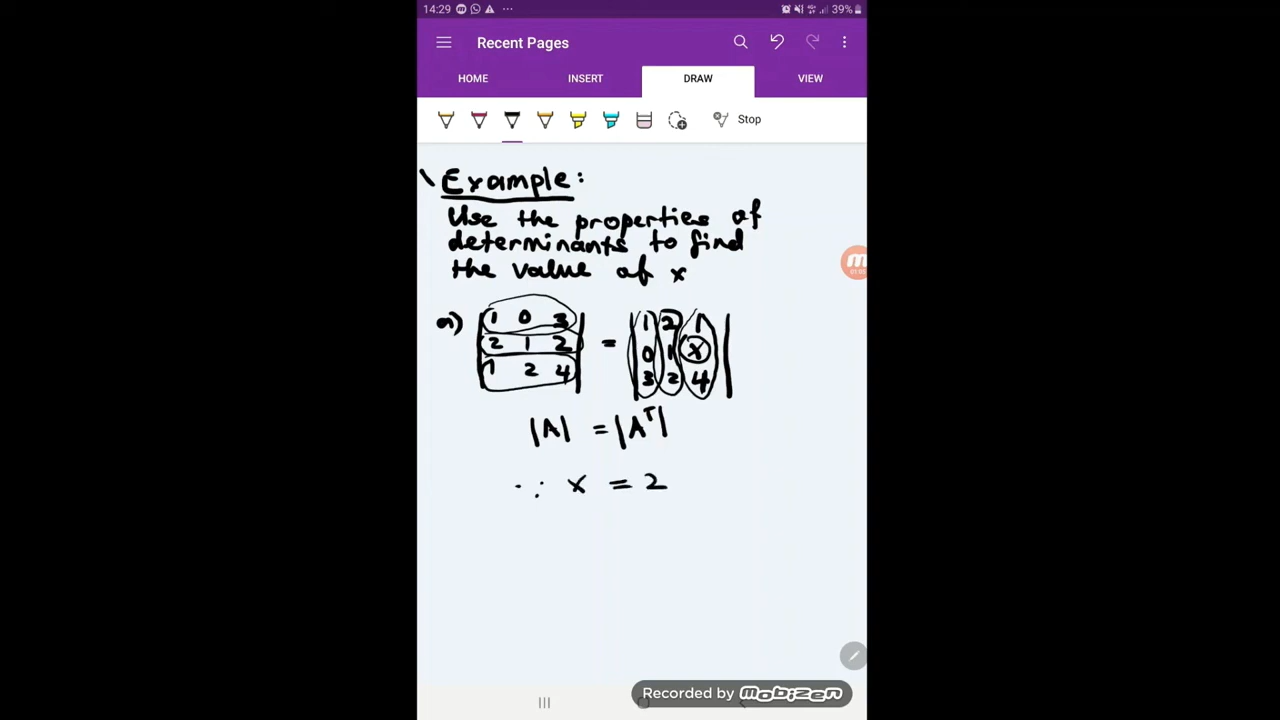 14:29 39%
Recent Pages
HOME INSERT DRAW VIEW
Stop
Example:
Use the properties of
determinants to find
the value of x
a) | 1 0 3 | = | 1 2 1 |
| 2 1 2 | | 0 1 x |
| 1 2 4 | | 3 2 4 |
|A| = |Aᵀ|
∴ x = 2
Recorded by mobizen